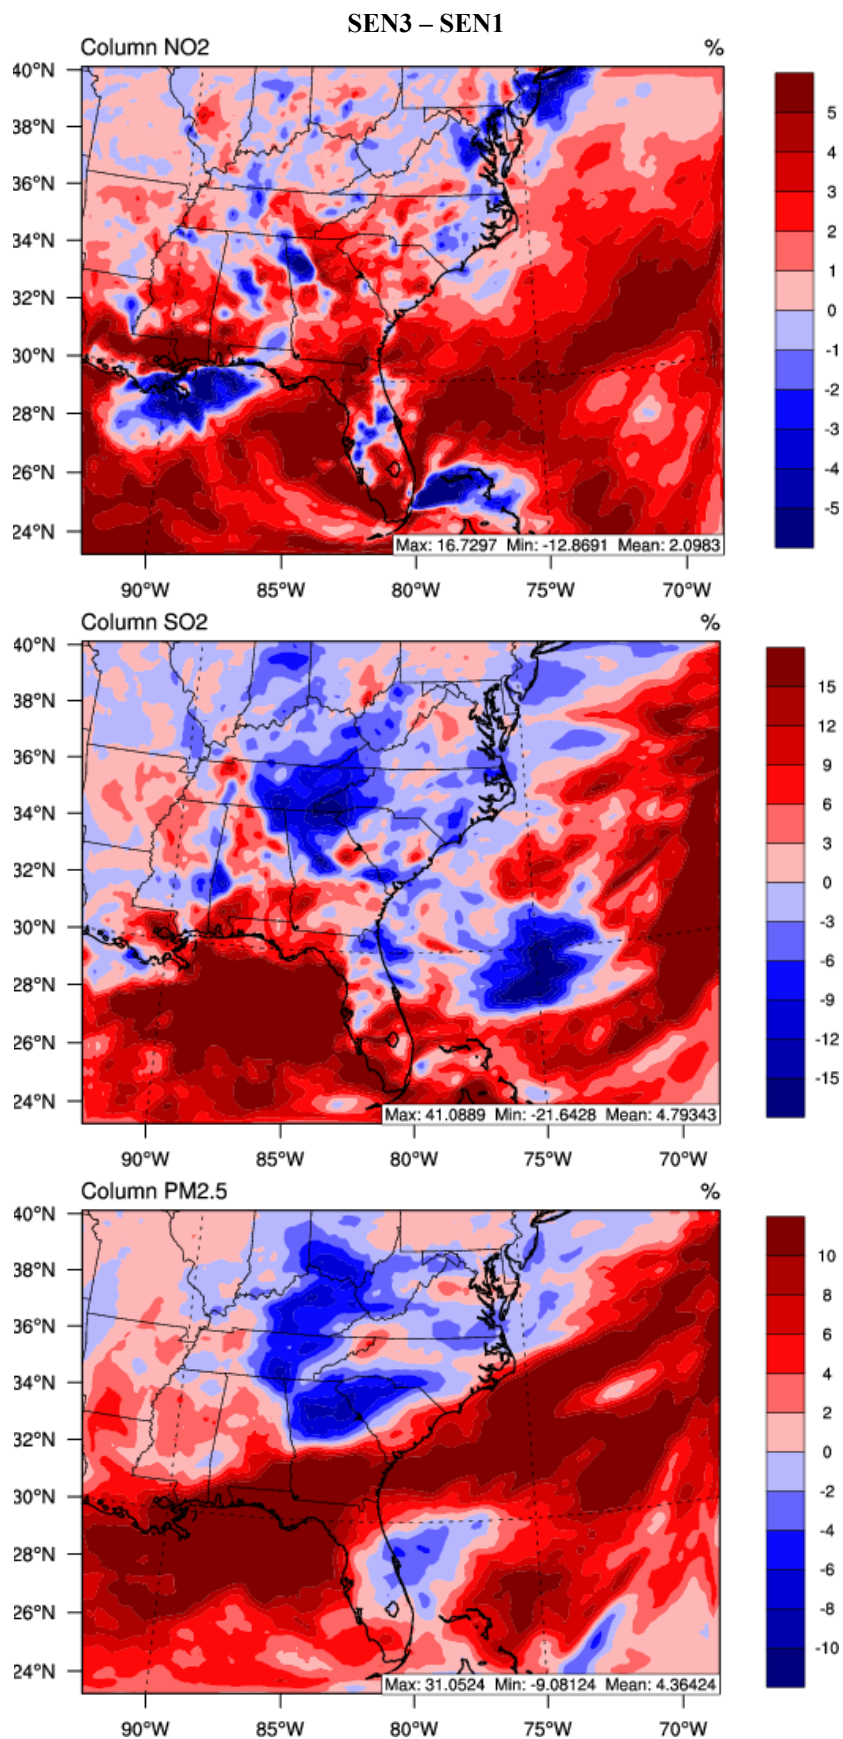 SEN3 – SEN1
Column NO2 %
40°N
38°N
36°N
34°N
32°N
30°N
28°N
26°N
24°N
5
4
3
2
1
0
-1
-2
-3
-4
-5
Max: 16.7297 Min: -12.8691 Mean: 2.0983
90°W 85°W 80°W 75°W 70°W
Column SO2 %
40°N
38°N
36°N
34°N
32°N
30°N
28°N
26°N
24°N
15
12
9
6
3
0
-3
-6
-9
-12
-15
Max: 41.0889 Min: -21.6428 Mean: 4.79343
90°W 85°W 80°W 75°W 70°W
Column PM2.5 %
40°N
38°N
36°N
34°N
32°N
30°N
28°N
26°N
24°N
10
8
6
4
2
0
-2
-4
-6
-8
-10
Max: 31.0524 Min: -9.08124 Mean: 4.36424
90°W 85°W 80°W 75°W 70°W